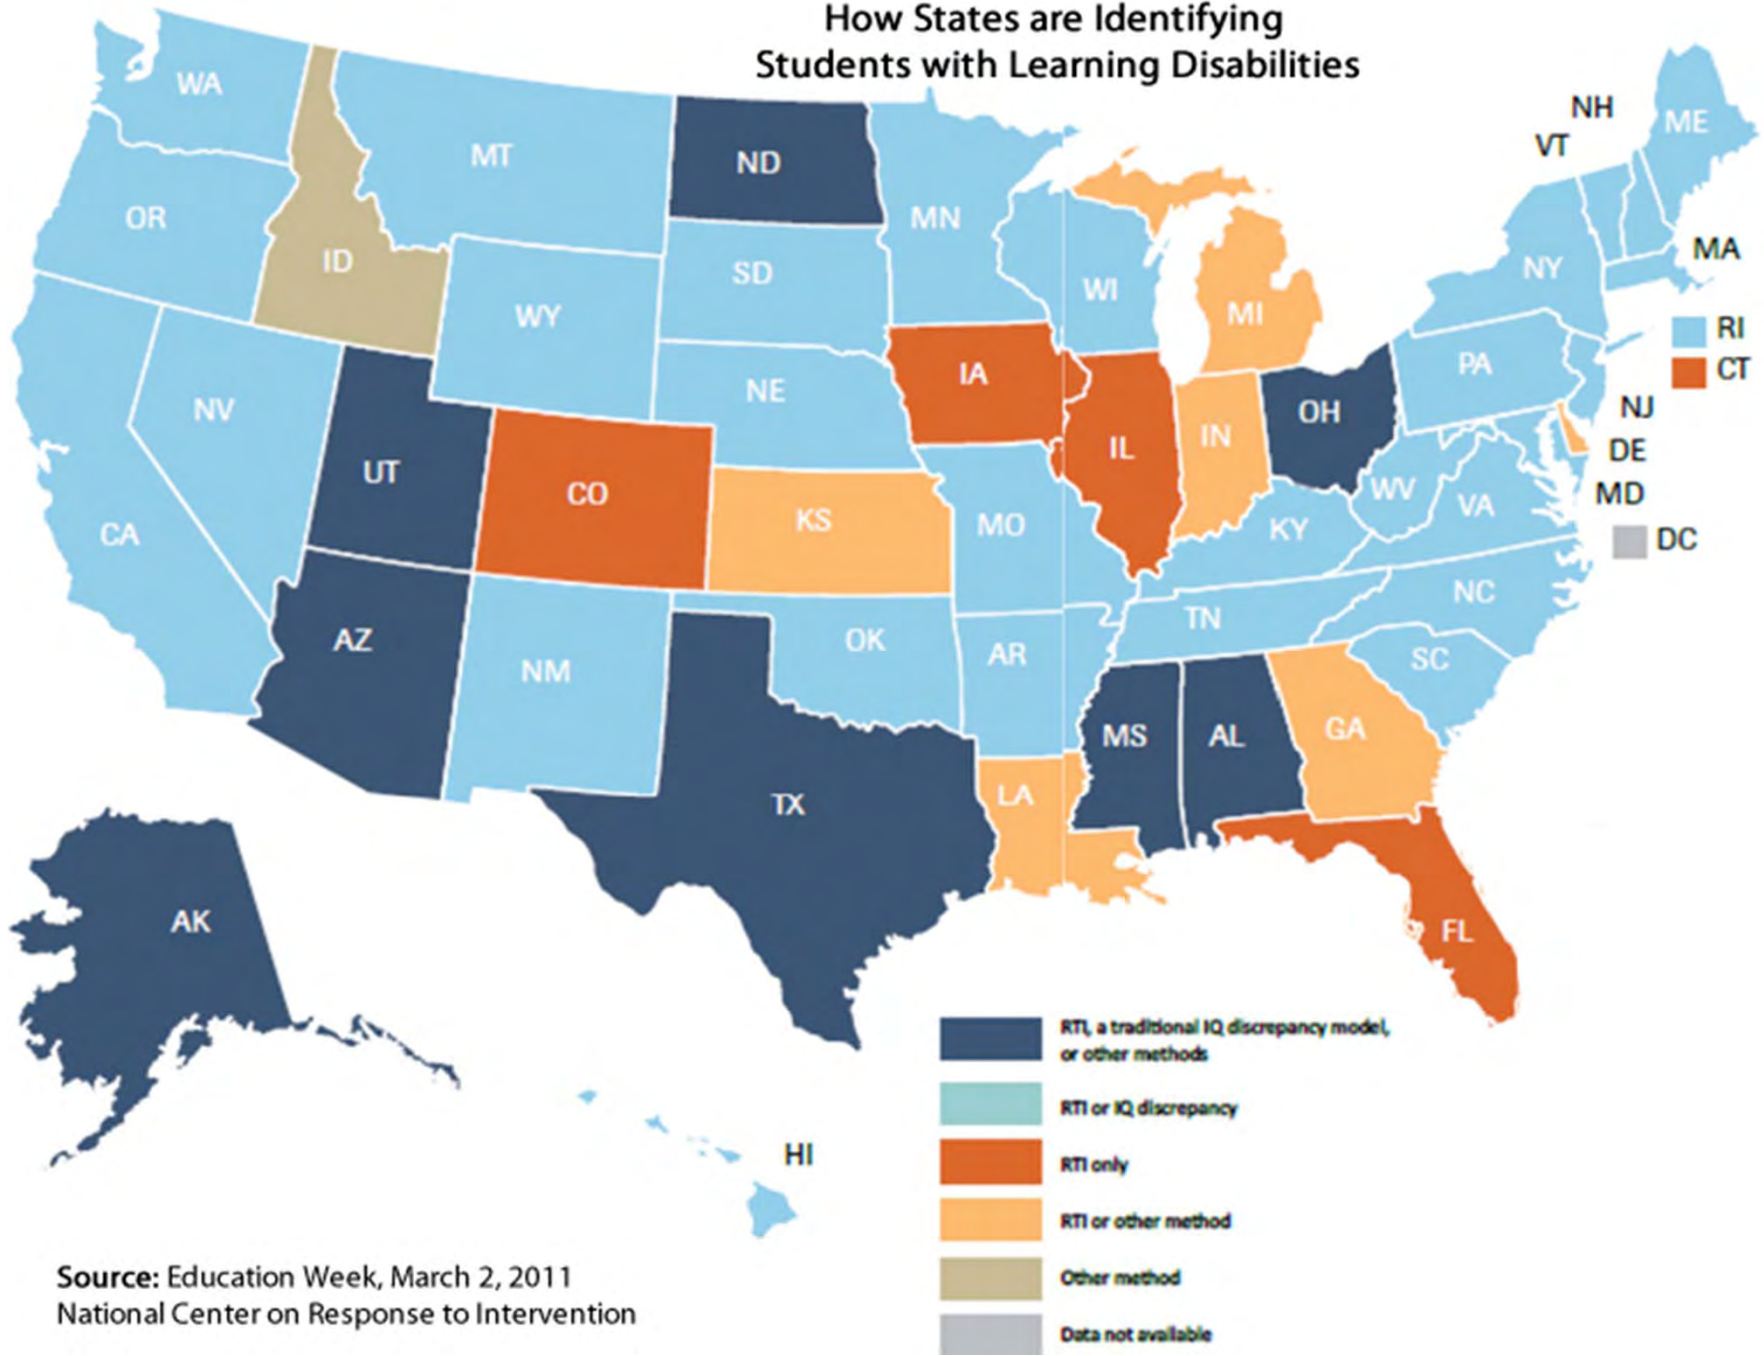 How States are Identifying
Students with Learning Disabilities
WA
MT
ND
MN
OR
ID
SD
WY
WI
MI
NH
VT
ME
NY
MA
RI
CT
IA
NE
NV
PA
NJ
OH
IL
IN
DE
MD
UT
CO
KS
MO
WV
VA
KY
DC
CA
AZ
NM
OK
AR
TN
NC
SC
MS
AL
GA
TX
LA
AK
FL
HI
RTI, a traditional IQ discrepancy model,
or other methods
RTI or IQ discrepancy
RTI only
RTI or other method
Other method
Data not available
Source: Education Week, March 2, 2011
National Center on Response to Intervention